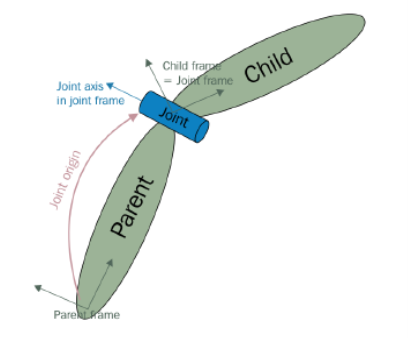 Child frame
= Joint frame
Child
Joint axis
in joint frame
Joint
Joint origin
Parent
Parent frame